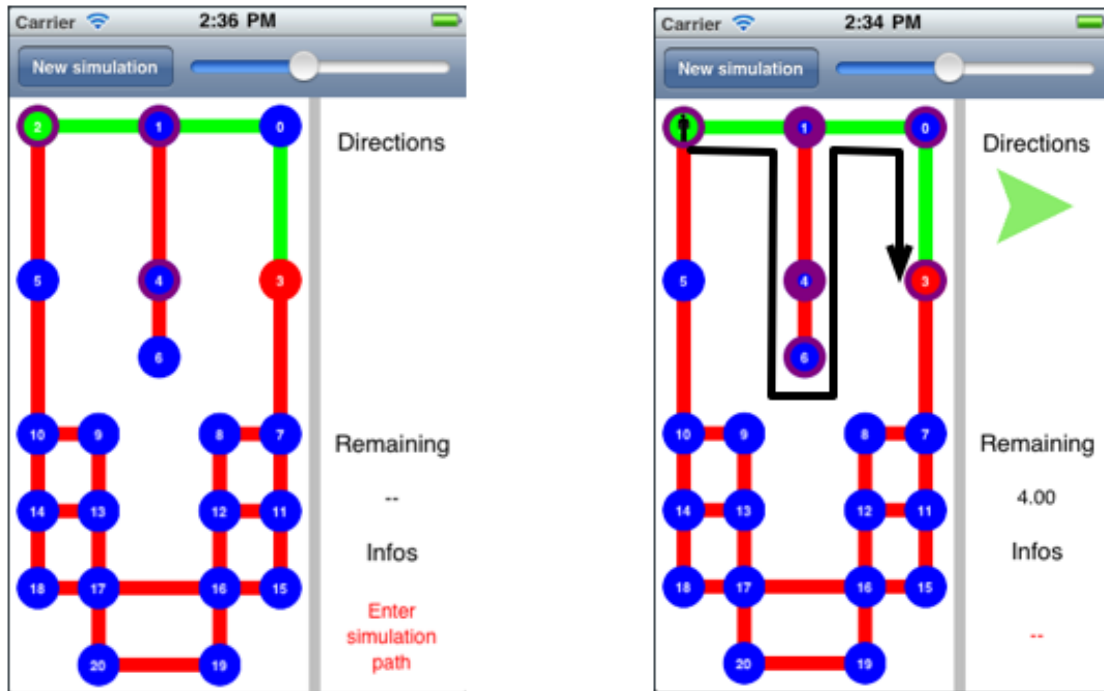 Carrier 2:36 PM
New simulation
2 1 0
Directions
5 4 3
6
10 9 8 7
Remaining
--
14 13 12 11
Infos
18 17 16 15
Enter
simulation
path
20 19
Carrier 2:34 PM
New simulation
1 0
Directions
5 4 3
6
10 9 8 7
Remaining
4.00
14 13 12 11
Infos
18 17 16 15
--
20 19